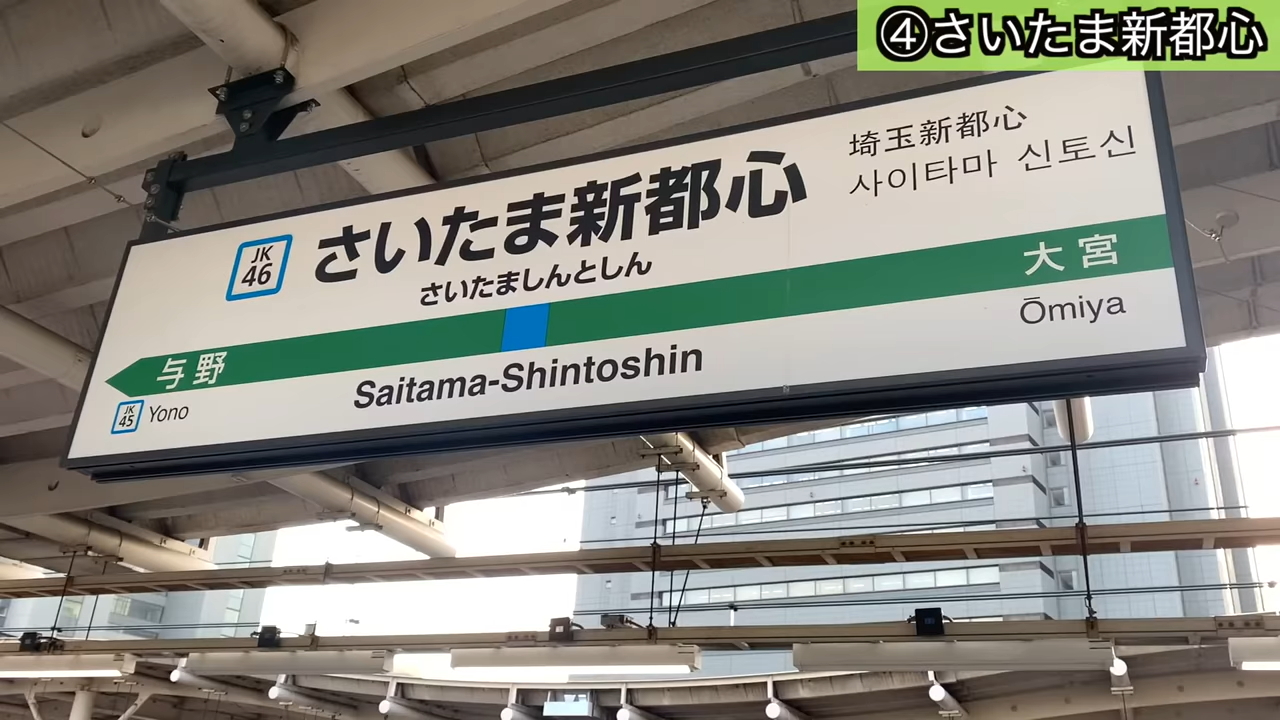 ④さいたま新都心
埼玉新都心
사이타마 신토신
JK
46
さいたま新都心
さいたましんとしん
大宮
Ōmiya
与野
JK
45
Yono
Saitama-Shintoshin